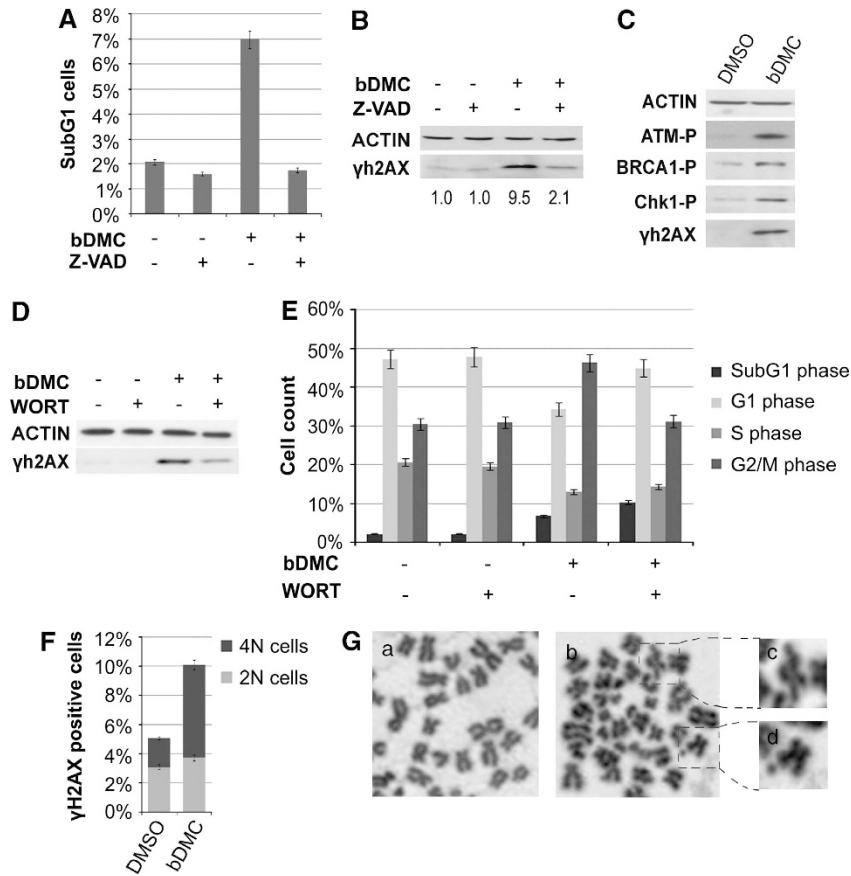 A
8%
7%
6%
5%
4%
3%
2%
1%
0%
SubG1 cells
bDMC - - + +
Z-VAD - + - +
B
bDMC - - + +
Z-VAD - + - +
ACTIN
γh2AX
1.0 1.0 9.5 2.1
C
DMSO bDMC
ACTIN
ATM-P
BRCA1-P
Chk1-P
γh2AX
D
bDMC - - + +
WORT - + - +
ACTIN
γh2AX
E
60%
50%
40%
30%
20%
10%
0%
Cell count
SubG1 phase
G1 phase
S phase
G2/M phase
bDMC - - + +
WORT - + - +
F
12%
10%
8%
6%
4%
2%
0%
γH2AX positive cells
4N cells
2N cells
DMSO bDMC
G
a
b
c
d